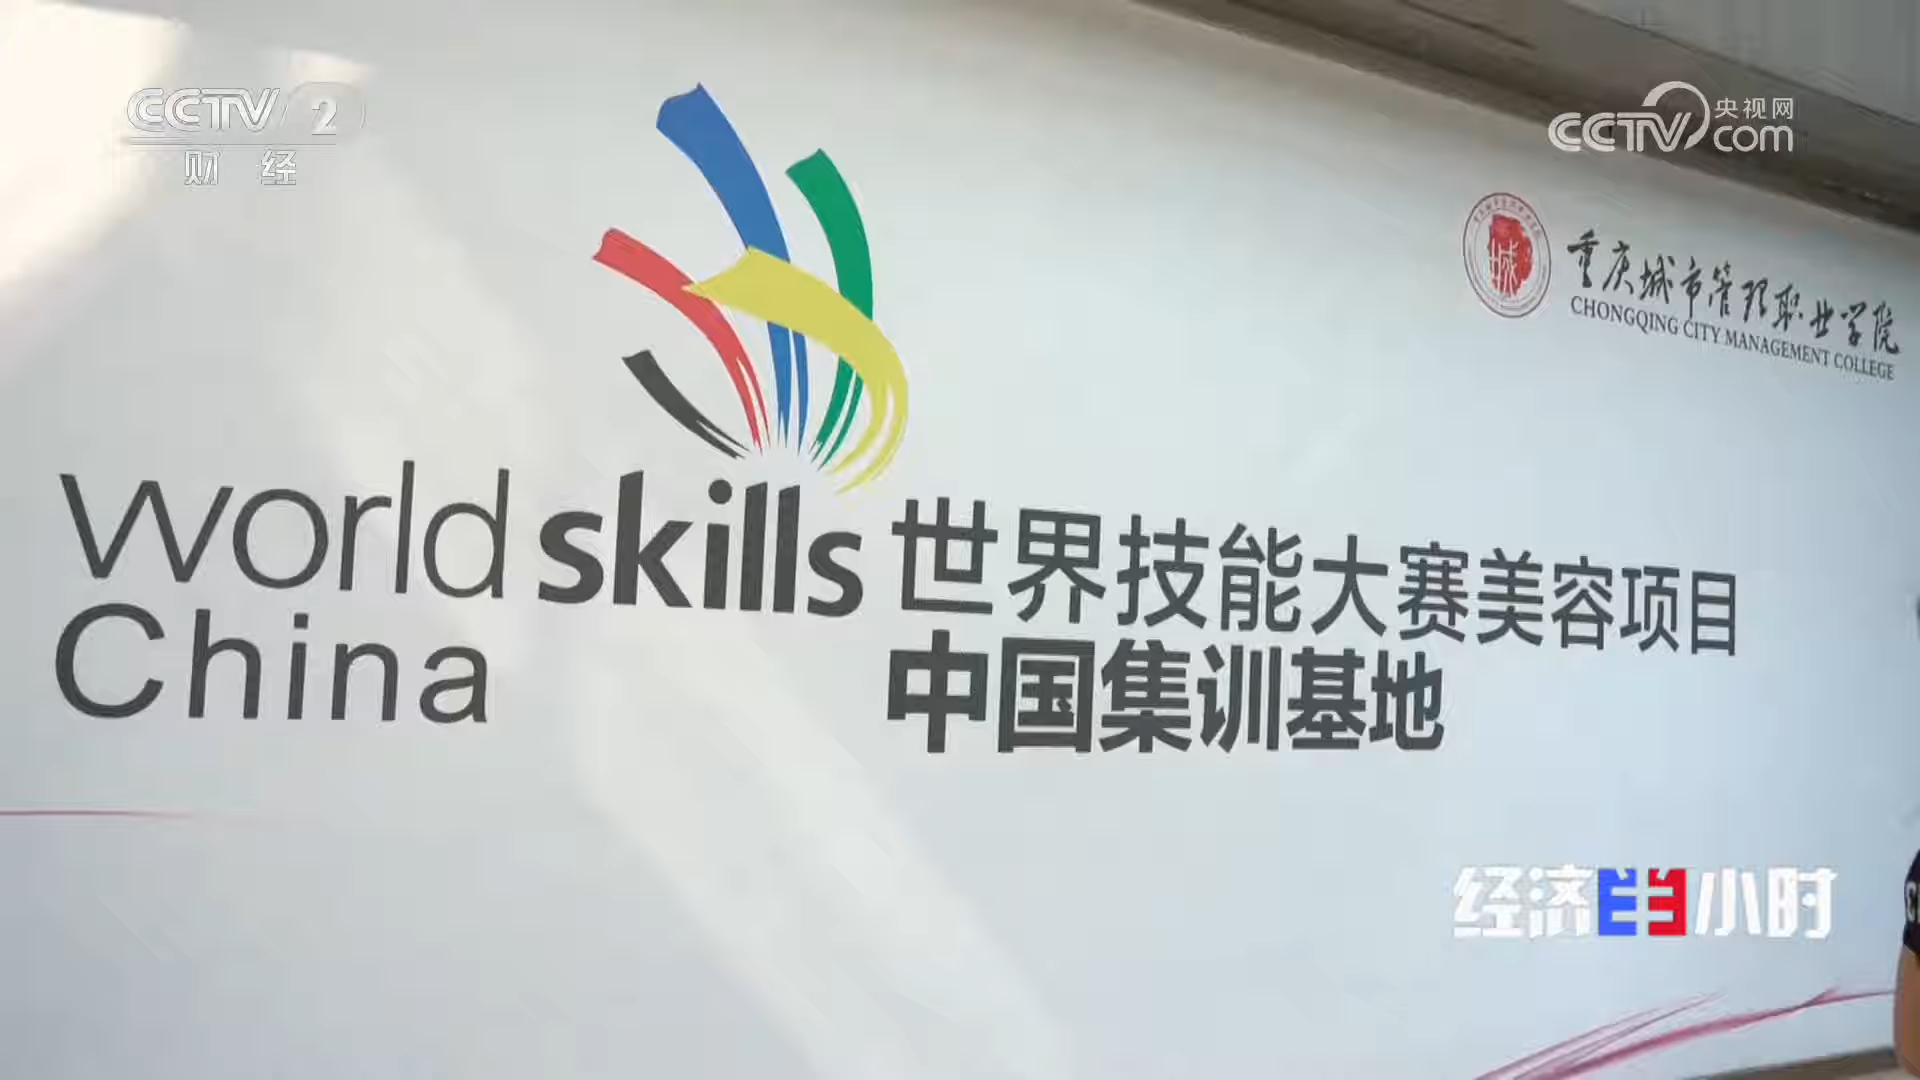 CCTV 2
财经
央视网
CCTV com
重庆城市管理职业学院
CHONGQING CITY MANAGEMENT COLLEGE
world skills
China
世界技能大赛美容项目
中国集训基地
经济半小时